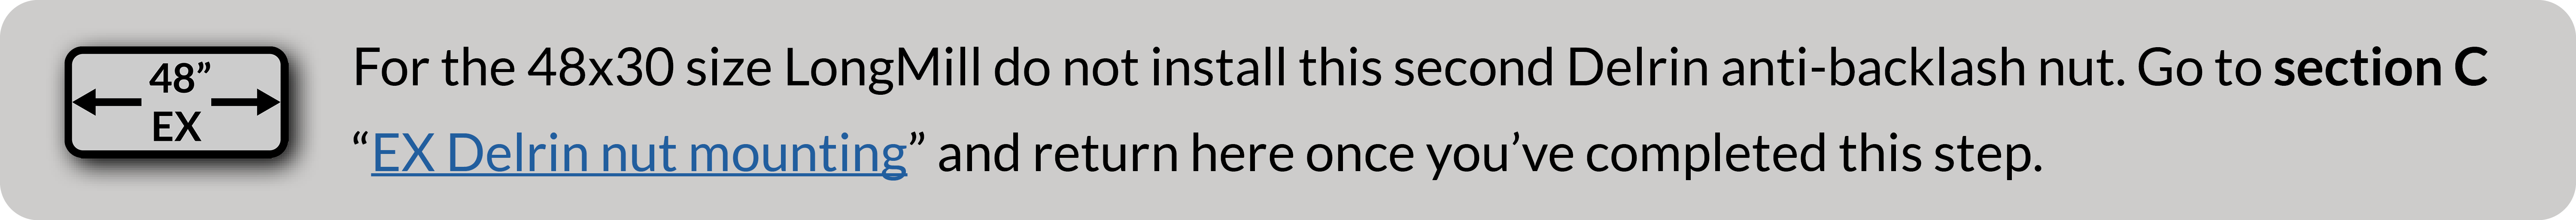 48”
EX
For the 48x30 size LongMill do not install this second Delrin anti-backlash nut. Go to section C
“EX Delrin nut mounting” and return here once you’ve completed this step.